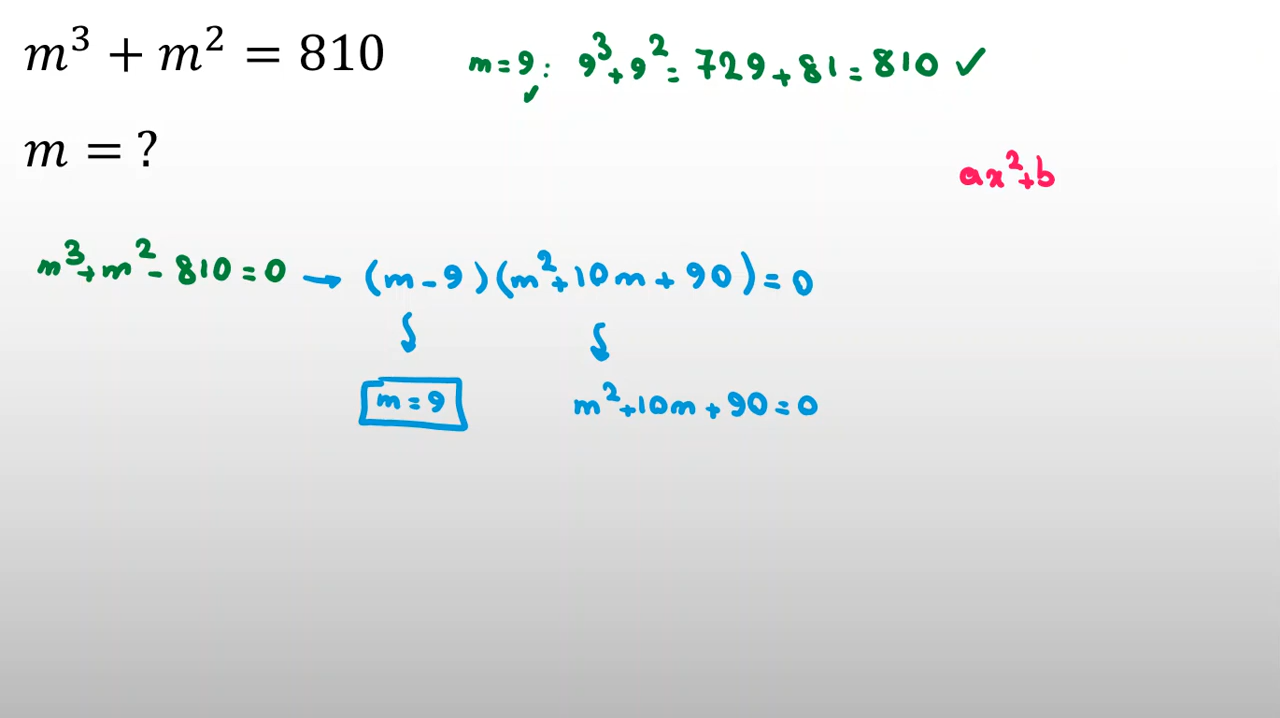 m³ + m² = 810
m=9: 9³+9² = 729+81=810 ✓
✓
m = ?
ax²+b
m³+m²-810=0 → (m-9)(m²+10m+90)=0
m=9
m²+10m+90=0